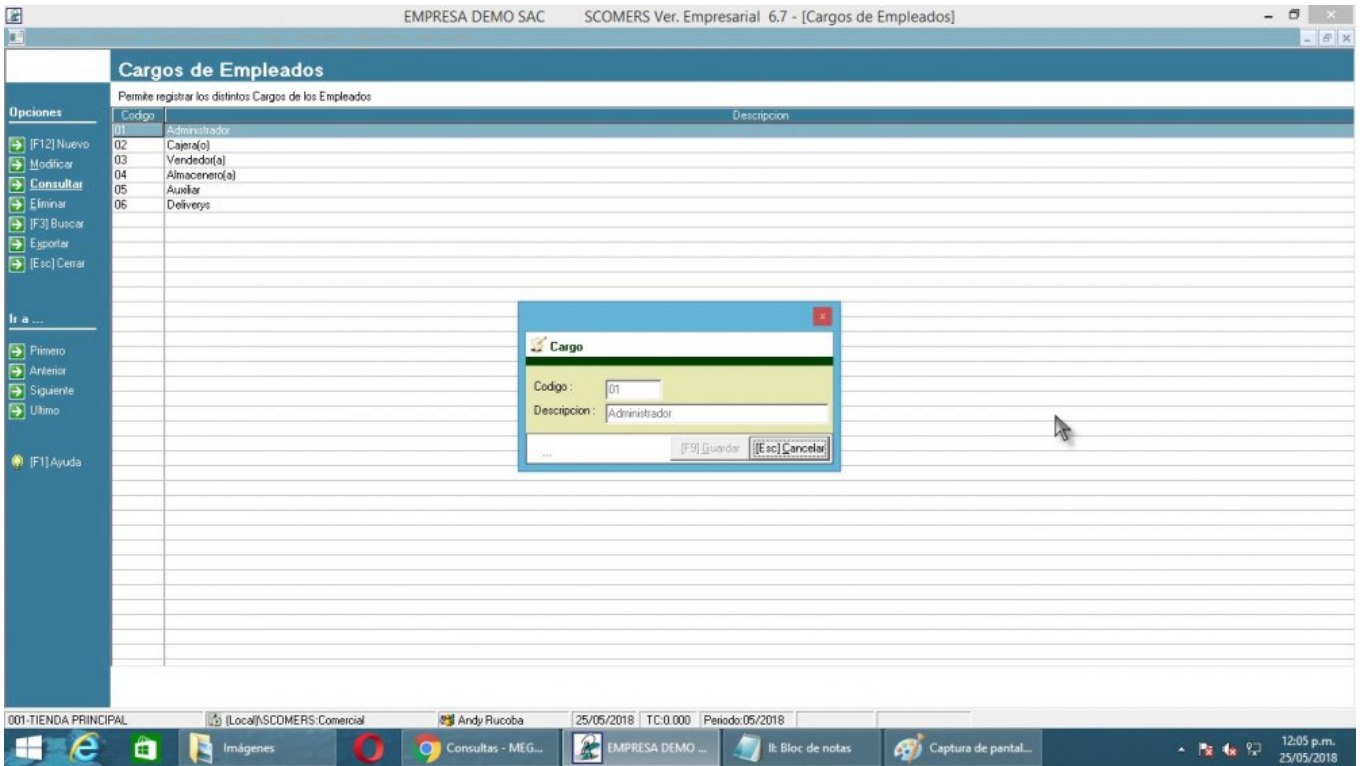 EMPRESA DEMO SAC SCOMERS Ver. Empresarial 6.7 - [Cargos de Empleados]
Cargos de Empleados
Permite registrar los distintos Cargos de los Empleados
Opciones
[F12] Nuevo
Modificar
Consultar
Eliminar
[F3] Buscar
Exportar
[Esc] Cerrar
Ir a ...
Primero
Anterior
Siguiente
Ultimo
[F1] Ayuda
Codigo Descripcion
01 Administrador
02 Cajera(o)
03 Vendedor(a)
04 Almacenero(a)
05 Auxiliar
06 Deliverys
Cargo
Codigo : 01
Descripcion : Administrador
... [F9] Guardar [Esc] Cancelar
001-TIENDA PRINCIPAL (Local)\SCOMERS:Comercial Andy Rucoba 25/05/2018 TC:0.000 Periodo:05/2018
Imágenes Consultas - MEG... EMPRESA DEMO ... II: Bloc de notas Captura de pantal... 12:05 p.m.
25/05/2018